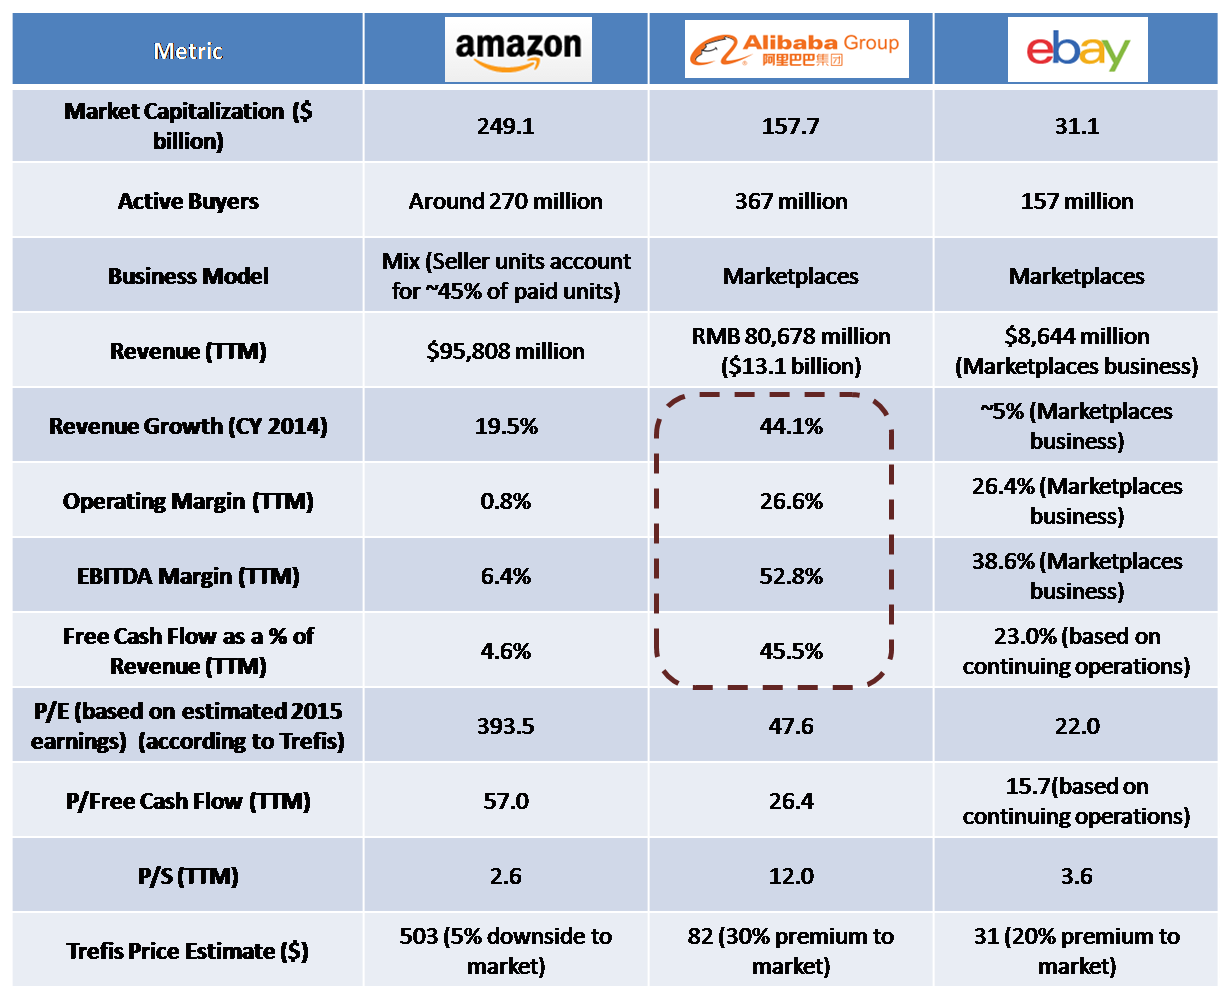 Metric
amazon
Alibaba Group
阿里巴巴集团
ebay
Market Capitalization ($
billion)
249.1
157.7
31.1
Active Buyers
Around 270 million
367 million
157 million
Business Model
Mix (Seller units account
for ~45% of paid units)
Marketplaces
Marketplaces
Revenue (TTM)
$95,808 million
RMB 80,678 million
($13.1 billion)
$8,644 million
(Marketplaces business)
Revenue Growth (CY 2014)
19.5%
44.1%
~5% (Marketplaces
business)
Operating Margin (TTM)
0.8%
26.6%
26.4% (Marketplaces
business)
EBITDA Margin (TTM)
6.4%
52.8%
38.6% (Marketplaces
business)
Free Cash Flow as a % of
Revenue (TTM)
4.6%
45.5%
23.0% (based on
continuing operations)
P/E (based on estimated 2015
earnings)  (according to Trefis)
393.5
47.6
22.0
P/Free Cash Flow (TTM)
57.0
26.4
15.7(based on
continuing operations)
P/S (TTM)
2.6
12.0
3.6
Trefis Price Estimate ($)
503 (5% downside to
market)
82 (30% premium to
market)
31 (20% premium to
market)